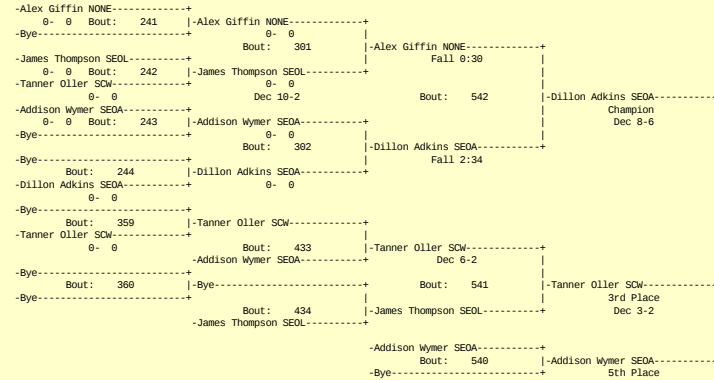 -Alex Giffin NONE------------+
0-  0   Bout:    241     |-Alex Giffin NONE------------+
-Bye-------------------------+              0-  0            |
Bout:    301         |-Alex Giffin NONE------------+
-James Thompson SEOL---------+                               |          Fall 0:30          |
0-  0   Bout:    242     |-James Thompson SEOL---------+                               |
-Tanner Oller SCW------------+              0-  0                                          |
0-  0                       Dec 10-2                    Bout:    542         |-Dillon Adkins SEOA----------
-Addison Wymer SEOA----------+                                                             |          Champion
0-  0   Bout:    243     |-Addison Wymer SEOA----------+                               |           Dec 8-6
-Bye-------------------------+              0-  0            |                             |
Bout:    302         |-Dillon Adkins SEOA----------+
-Bye-------------------------+                               |          Fall 2:34
Bout:    244         |-Dillon Adkins SEOA----------+
-Dillon Adkins SEOA----------+              0-  0
0-  0
-Bye-------------------------+
Bout:    359         |-Tanner Oller SCW------------+
-Tanner Oller SCW------------+                               |
0-  0                     Bout:    433         |-Tanner Oller SCW------------+
-Addison Wymer SEOA----------+           Dec 6-2           |
-Bye-------------------------+                                                             |
Bout:    360         |-Bye-------------------------+        Bout:    541         |-Tanner Oller SCW------------
-Bye-------------------------+                               |                             |          3rd Place
Bout:    434         |-James Thompson SEOL---------+           Dec 3-2
-James Thompson SEOL---------+
-Addison Wymer SEOA----------+
Bout:    540         |-Addison Wymer SEOA----------
-Bye-------------------------+          5th Place